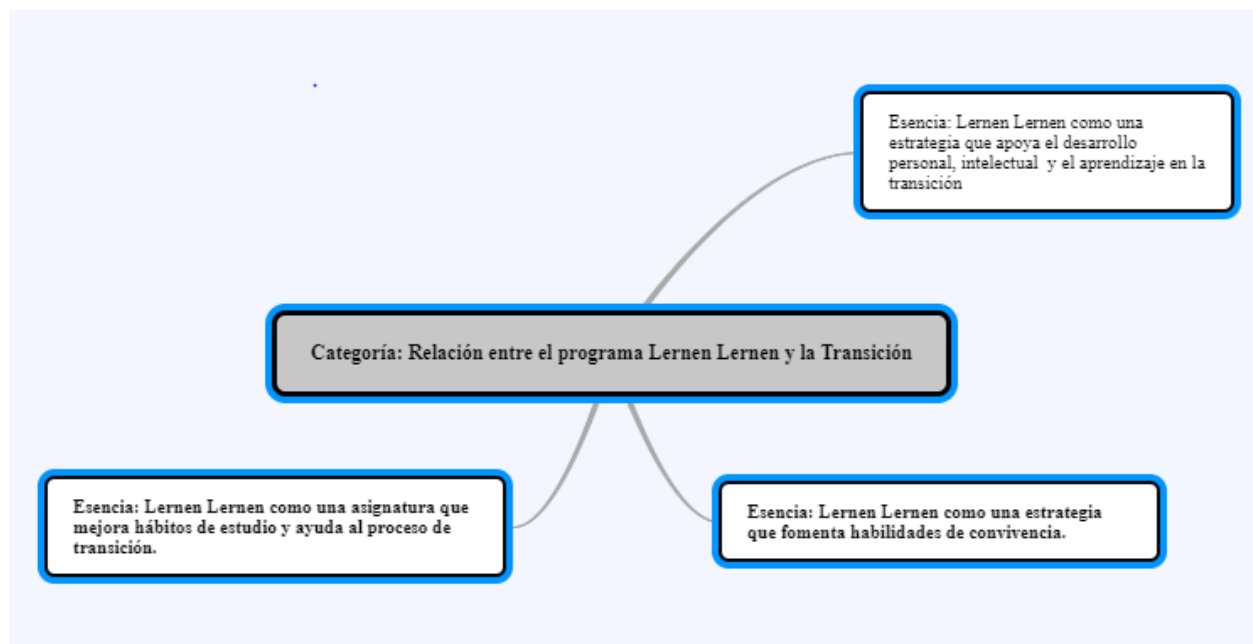 Esencia: Lernen Lernen como una
estrategia que apoya el desarrollo
personal, intelectual  y el aprendizaje en la
transición
Categoría: Relación entre el programa Lernen Lernen y la Transición
Esencia: Lernen Lernen como una asignatura que
mejora hábitos de estudio y ayuda al proceso de
transición.
Esencia: Lernen Lernen como una estrategia
que fomenta habilidades de convivencia.